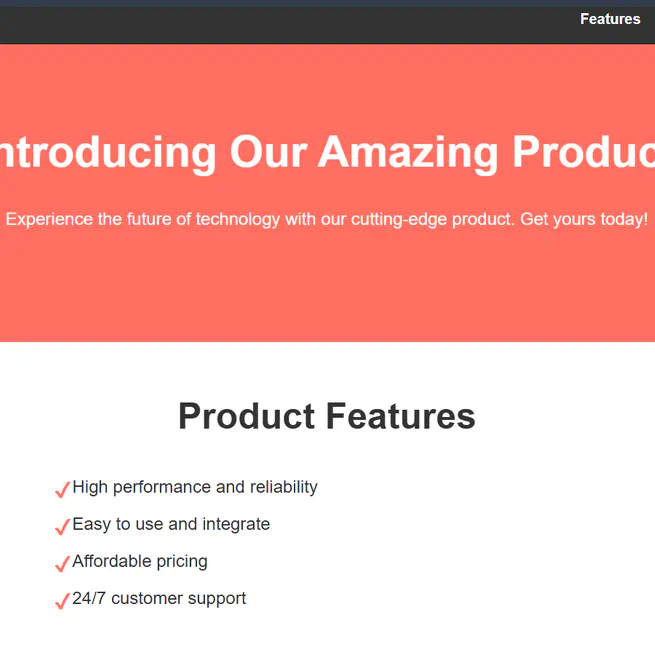 Features
ntroducing Our Amazing Produc
Experience the future of technology with our cutting-edge product. Get yours today!
Product Features
High performance and reliability
Easy to use and integrate
Affordable pricing
24/7 customer support